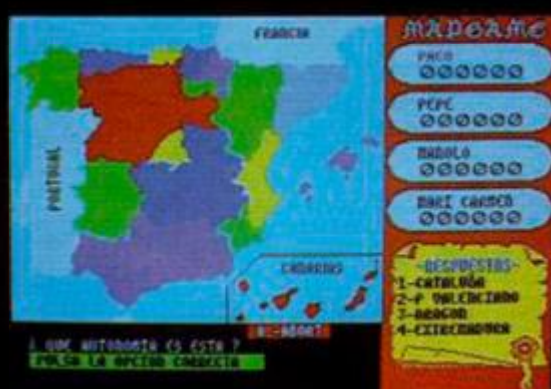 MAPGAME
FRANCIA
PORTUGAL
CANARIAS
PACO
000000
PEPE
000000
MANOLO
000000
MARI CARMEN
000000
-RESPUESTAS-
1-CATALUÑA
2-P VALENCIANO
3-ARAGON
4-EXTREMADURA
¿ QUE AUTONOMIA ES ESTA ?
PULSA LA OPCION CORRECTA